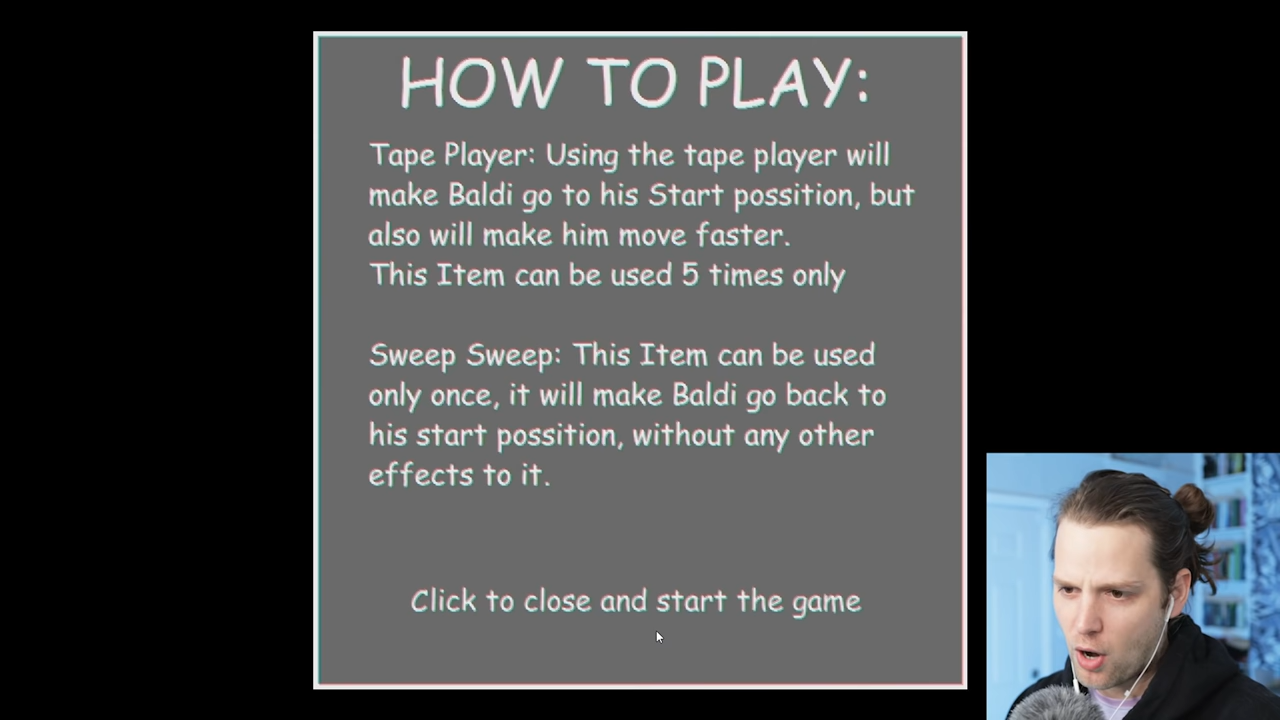 HOW TO PLAY:
Tape Player: Using the tape player will
make Baldi go to his Start possition, but
also will make him move faster.
This Item can be used 5 times only
Sweep Sweep: This Item can be used
only once, it will make Baldi go back to
his start possition, without any other
effects to it.
Click to close and start the game